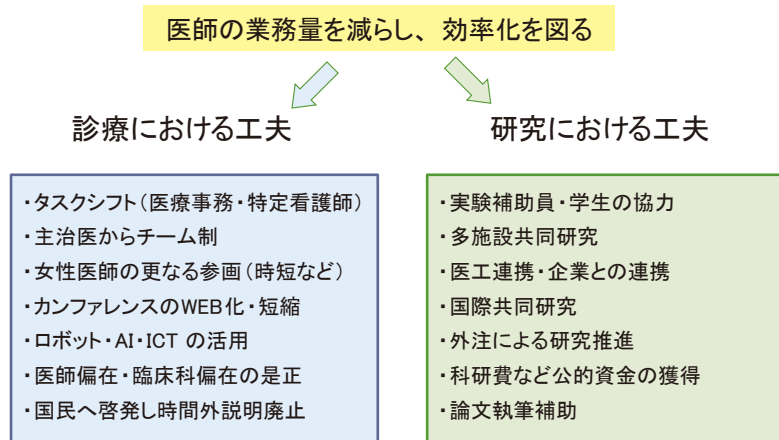 医師の業務量を減らし、効率化を図る
診療における工夫
・タスクシフト(医療事務・特定看護師)
・主治医からチーム制
・女性医師の更なる参画(時短など)
・カンファレンスのWEB化・短縮
・ロボット・AI・ICT の活用
・医師偏在・臨床科偏在の是正
・国民へ啓発し時間外説明廃止
研究における工夫
・実験補助員・学生の協力
・多施設共同研究
・医工連携・企業との連携
・国際共同研究
・外注による研究推進
・科研費など公的資金の獲得
・論文執筆補助